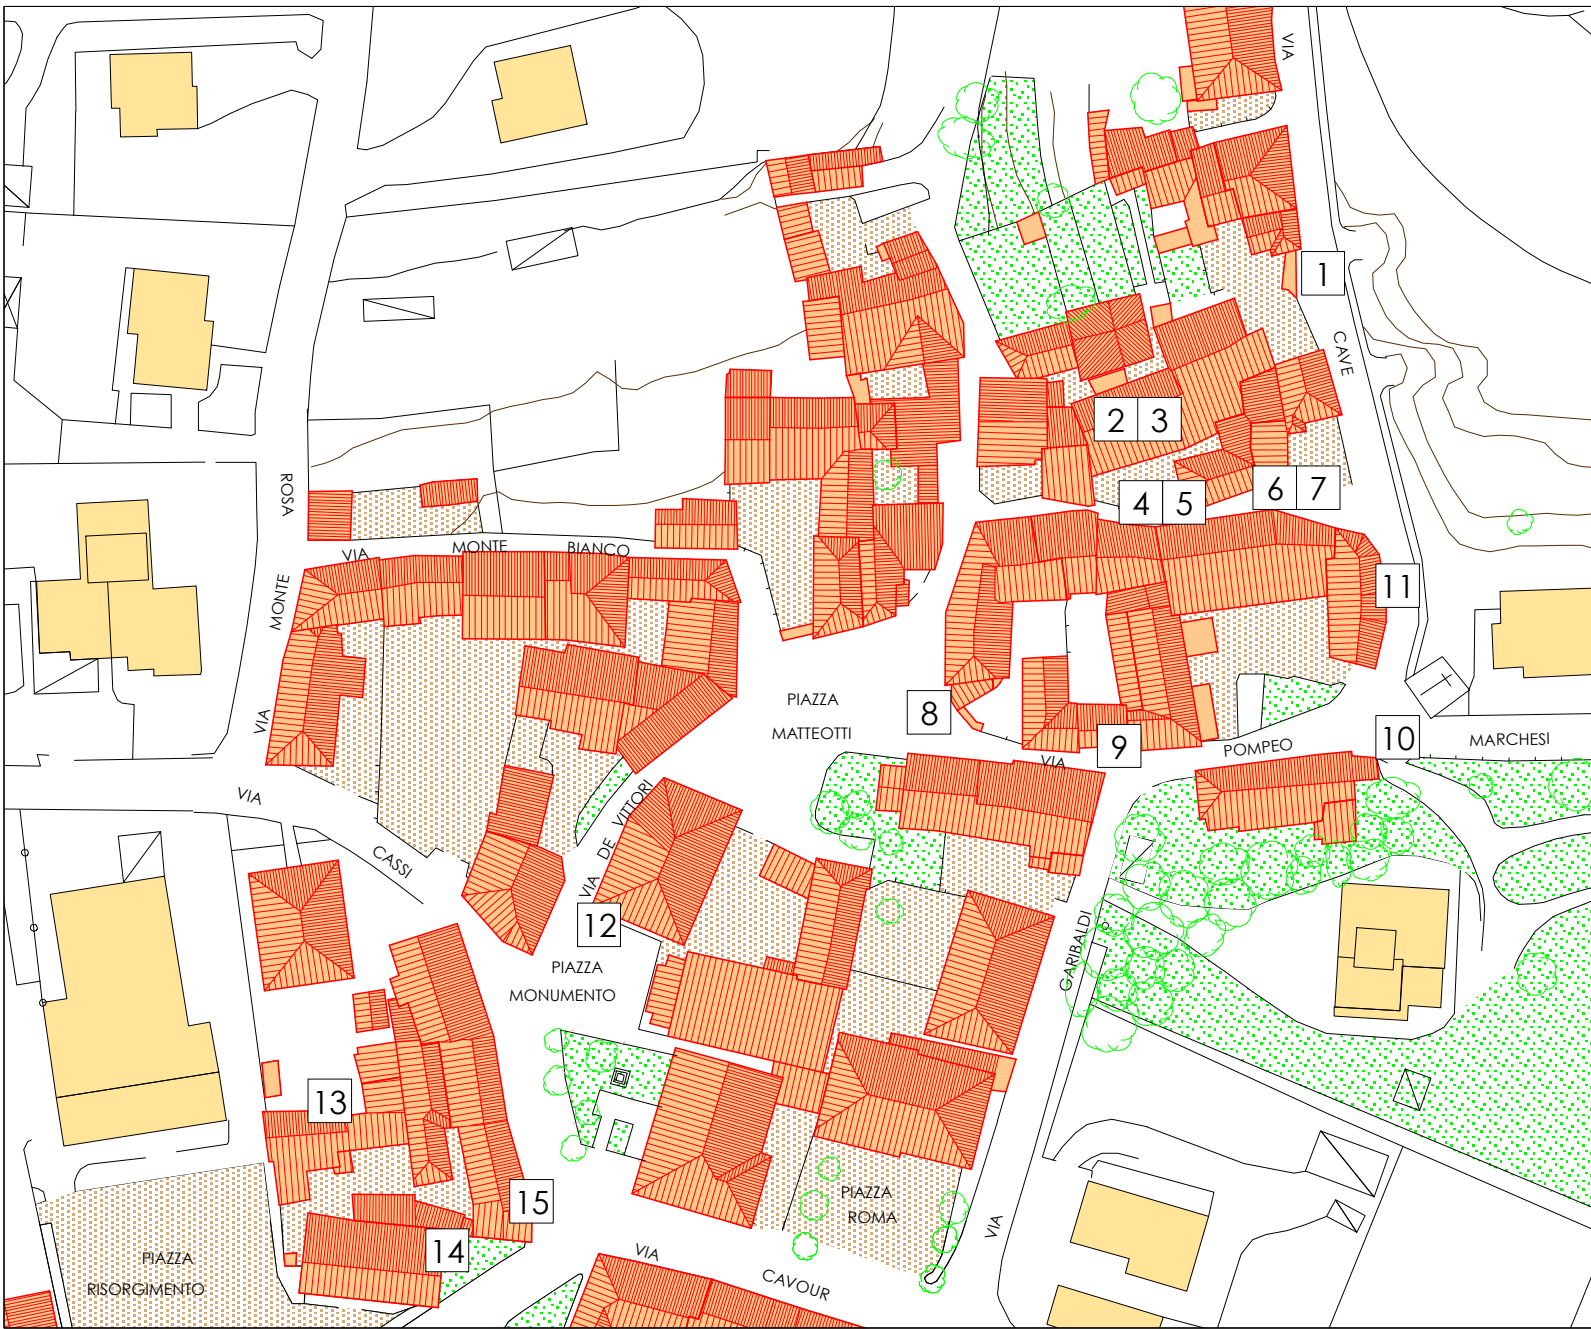 VIA
1
CAVE
2 3
ROSA
4 5
6 7
VIA MONTE BIANCO
MONTE
11
VIA
PIAZZA
MATTEOTTI
8
9
10
VIA POMPEO MARCHESI
VIA
CASSI
VIA DE VITTORI
12
PIAZZA
MONUMENTO
GARIBALDI
VIA
13
15
14
PIAZZA
ROMA
PIAZZA
RISORGIMENTO
VIA
CAVOUR